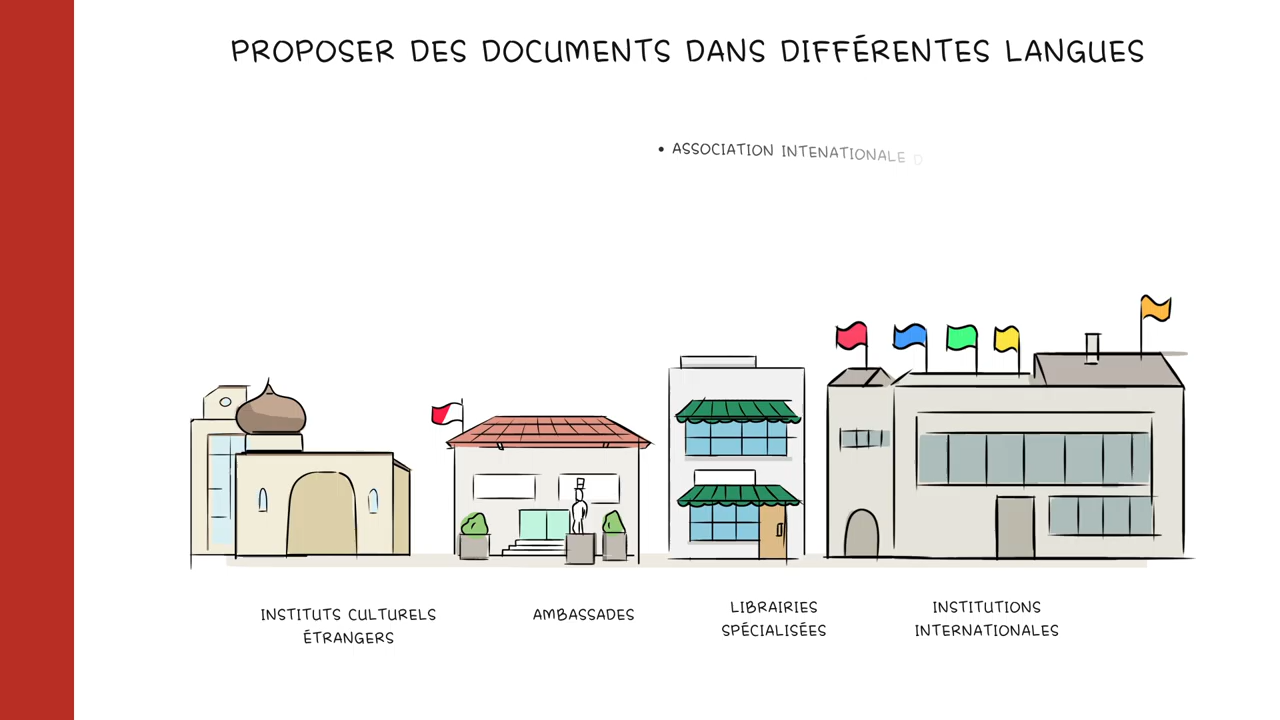 PROPOSER DES DOCUMENTS DANS DIFFÉRENTES LANGUES
• ASSOCIATION INTENATIONALE D
INSTITUTS CULTURELS
ÉTRANGERS
AMBASSADES
LIBRAIRIES
SPÉCIALISÉES
INSTITUTIONS
INTERNATIONALES